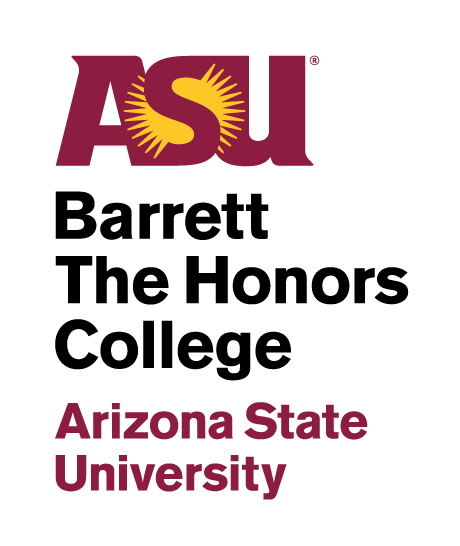 ASU®
Barrett
The Honors
College
Arizona State
University